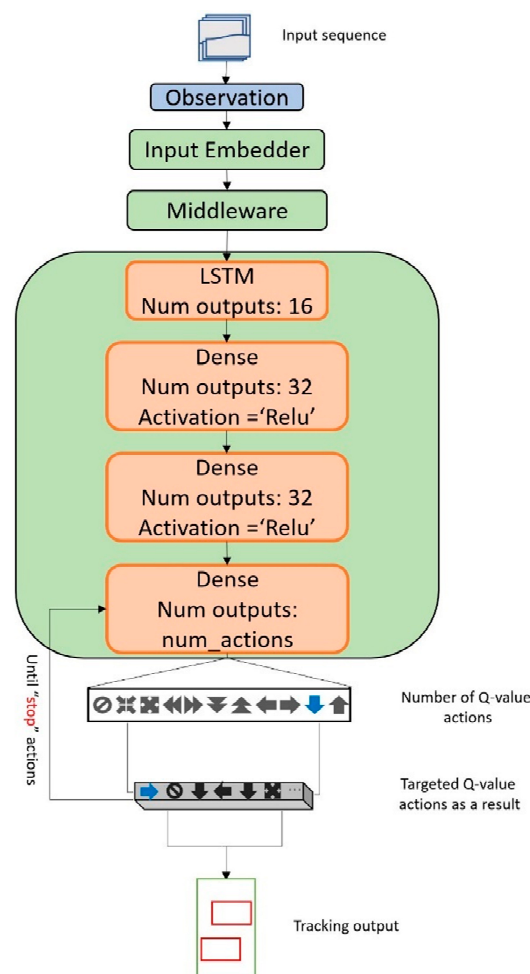 Input sequence
Observation
Input Embedder
Middleware
LSTM
Num outputs: 16
Dense
Num outputs: 32
Activation =‘Relu’
Dense
Num outputs: 32
Activation =‘Relu’
Dense
Num outputs:
num_actions
Until “stop”
actions
Number of Q-value
actions
Targeted Q-value
actions as a result
...
Tracking output